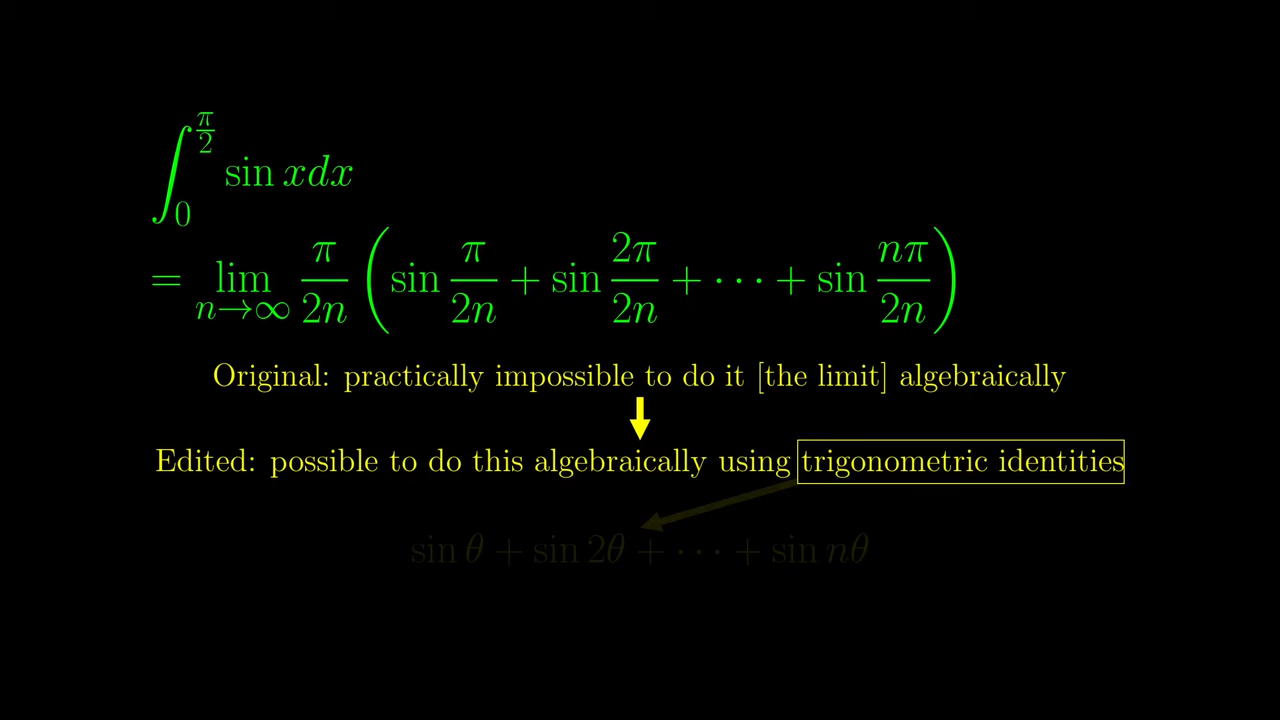 ∫₀^{π/2} sin x dx
= lim_{n→∞} π/2n ( sin π/2n + sin 2π/2n + ··· + sin nπ/2n )
Original: practically impossible to do it [the limit] algebraically
Edited: possible to do this algebraically using trigonometric identities
sin θ + sin 2θ + ··· + sin nθ